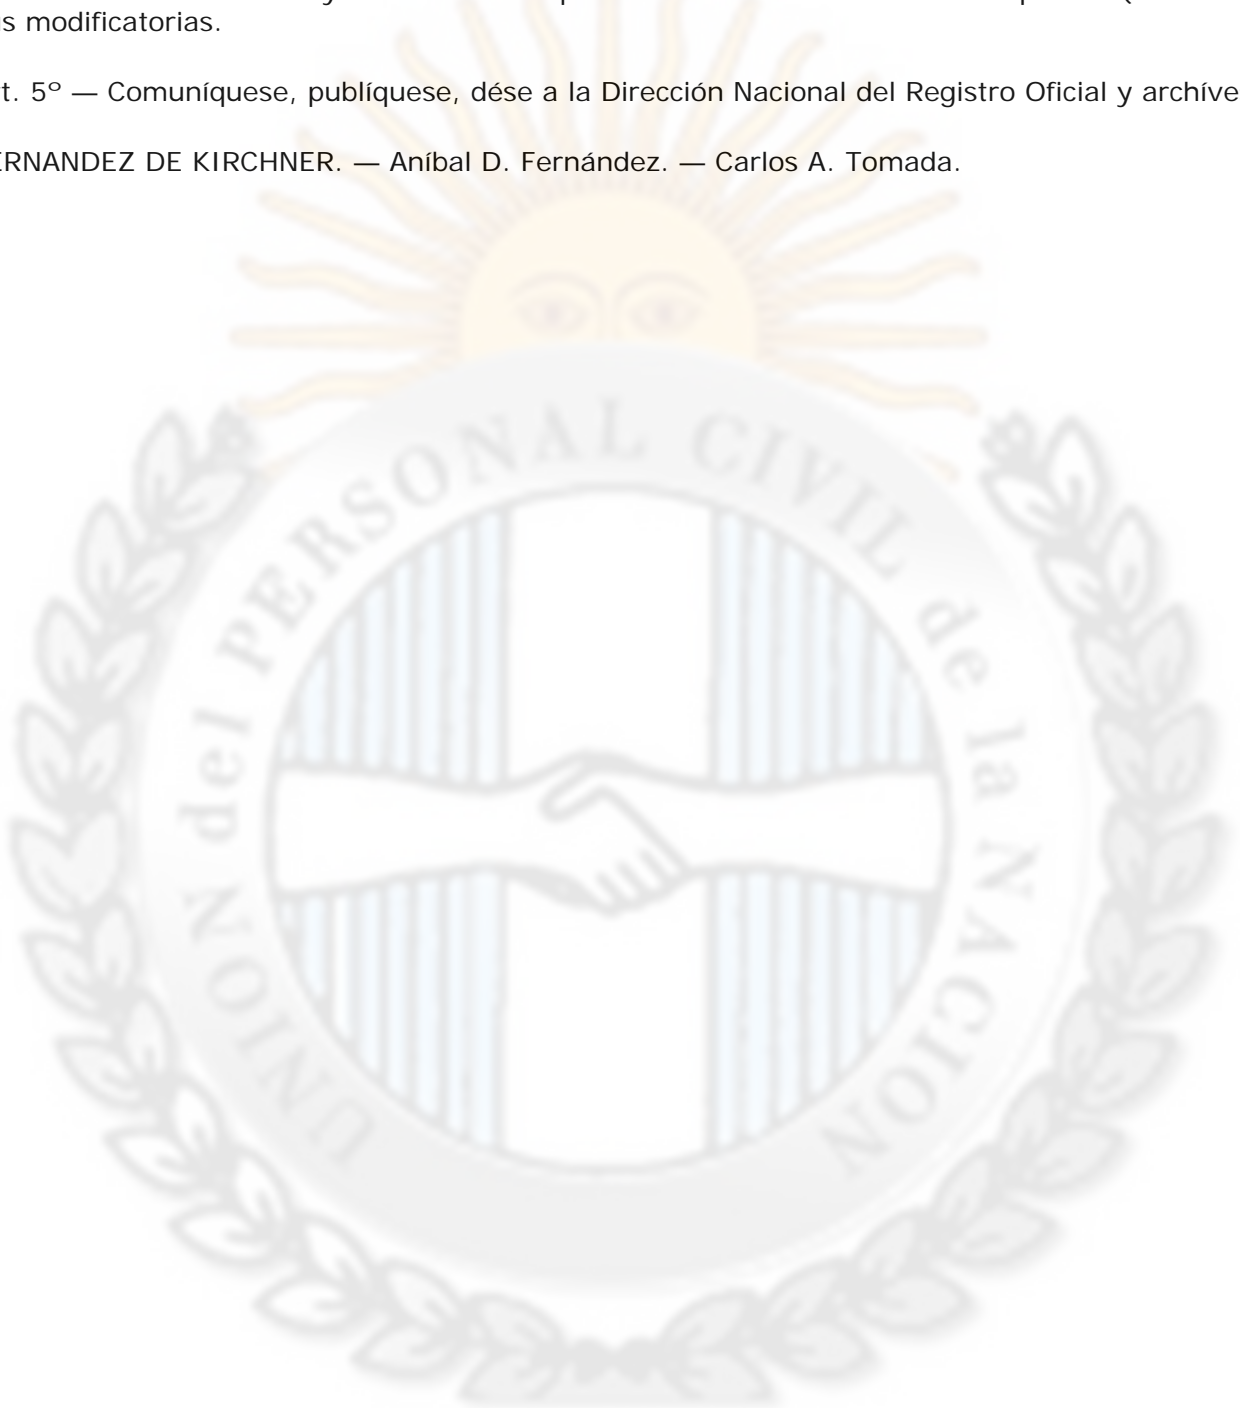 s modificatorias.
t. 5º — Comuníquese, publíquese, dése a la Dirección Nacional del Registro Oficial y archíve
ERNANDEZ DE KIRCHNER. — Aníbal D. Fernández. — Carlos A. Tomada.
UNION del PERSONAL CIVIL de la NACION